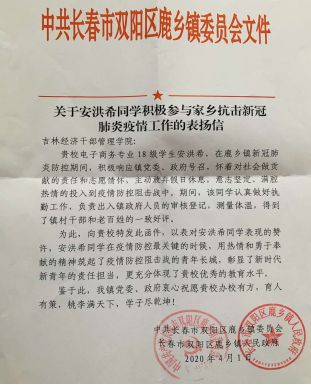 中共长春市双阳区鹿乡镇委员会文件
关于安洪希同学积极参与家乡抗击新冠
肺炎疫情工作的表扬信
吉林经济干部管理学院:
贵校电子商务专业18级学生安洪希,在鹿乡镇新冠肺
炎防控期间,积极响应镇党委、政府号召,怀着对社会做
贡献的责任和志愿情怀,主动放弃假日休息,意志坚定、满腔
热情的投入到疫情防控阻击战中。期间,该同学认真做好执
勤工作,负责出入镇政府人员的审核登记,测量体温,得到
了镇村干部和老百姓的一致好评。
为此,向贵校特发此函件,以表对安洪希同学表现的赞
许,安洪希同学在疫情防控最关键的时候,用热情和勇于奉
献的精神筑起了疫情防控阻击战的青年长城,彰显了新时代
新青年的责任担当,更充分体现了贵校优秀的教育水平。
鉴于此,我镇党委、政府衷心祝愿贵校办校有方,育人
有策,桃李满天下,学子尽乾坤!
中共长春市双阳区鹿乡镇委员会
长春市双阳区鹿乡镇人民政府
2020年4月1日